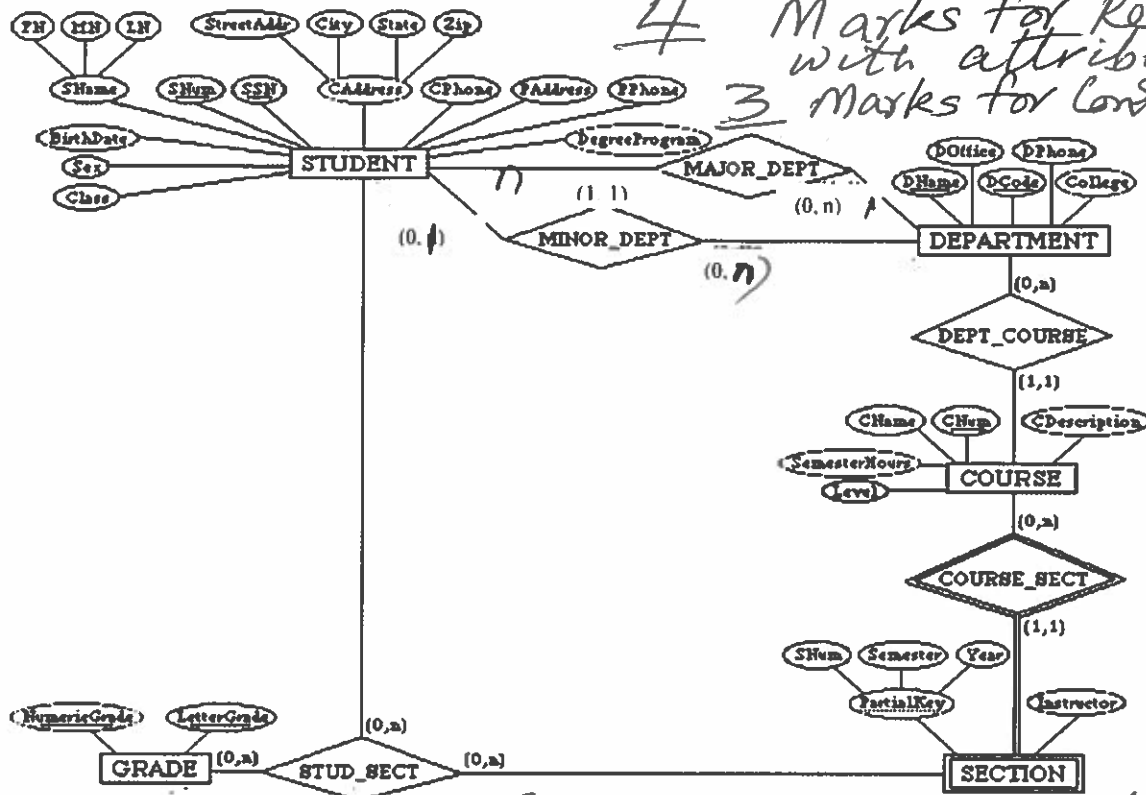 4 Marks for
with
3 Marks for
FN MN LN StreetAddr City State Zip
SName SNum SSN CAddress CPhone PAddress PPhone
BirthDate DegreeProgram
STUDENT MAJOR_DEPT
Sex
Class
n (1 1) (0, n) 1
DOffice DPhone
DName DCode College
(0, 1) MINOR_DEPT DEPARTMENT
(0, n)
(0,n)
DEPT_COURSE
(1,1)
CName CNum CDescription
SemesterHours COURSE
Level
(0,n)
COURSE_SECT
(1,1)
SNum Semester Year
PartialKey Instructor
NumericGrade LetterGrade
(0,n)
GRADE (0,n) STUD_SECT (0,n) SECTION